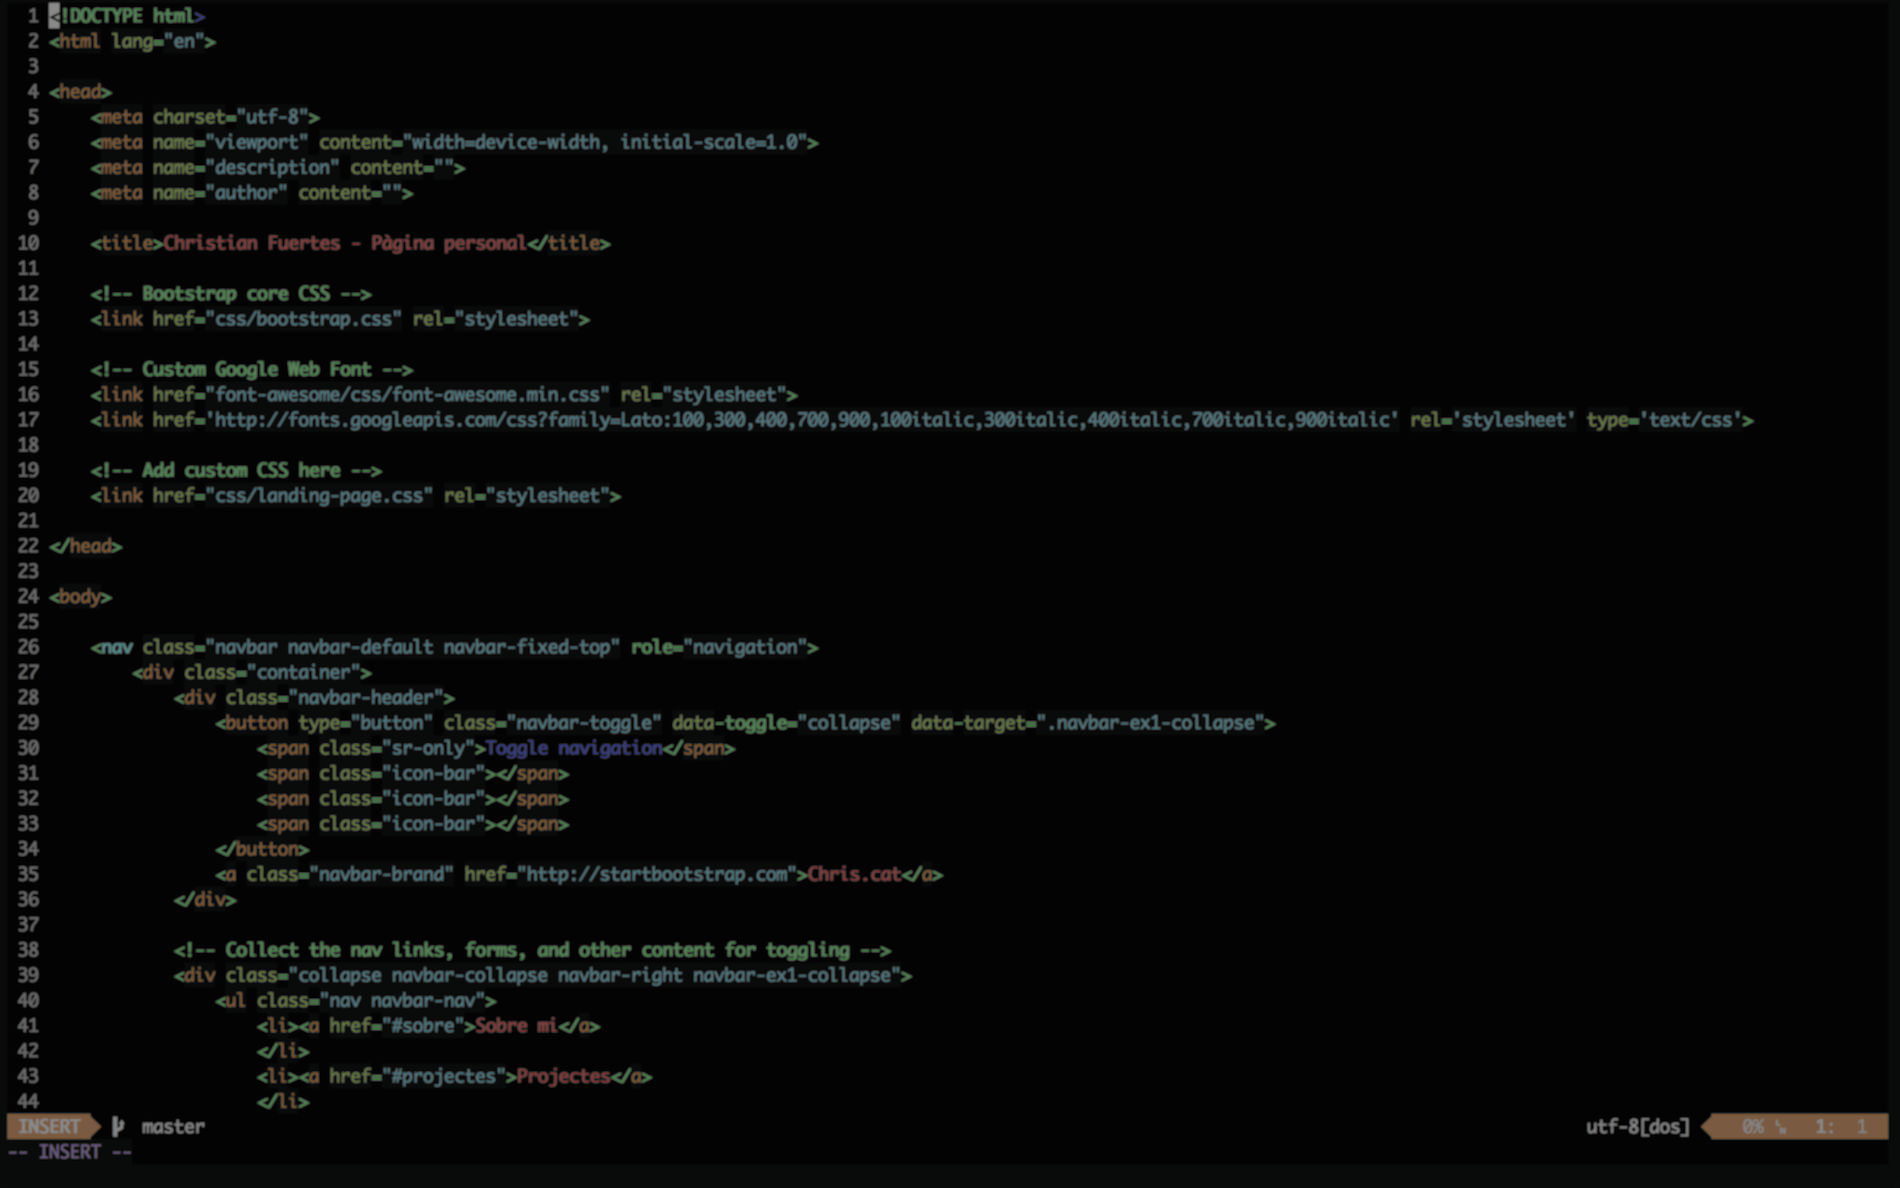 1 <!DOCTYPE html>
2 <html lang="en">
3
4 <head>
5     <meta charset="utf-8">
6     <meta name="viewport" content="width=device-width, initial-scale=1.0">
7     <meta name="description" content="">
8     <meta name="author" content="">
9
10     <title>Christian Fuertes - Pàgina personal</title>
11
12     <!-- Bootstrap core CSS -->
13     <link href="css/bootstrap.css" rel="stylesheet">
14
15     <!-- Custom Google Web Font -->
16     <link href="font-awesome/css/font-awesome.min.css" rel="stylesheet">
17     <link href='http://fonts.googleapis.com/css?family=Lato:100,300,400,700,900,100italic,300italic,400italic,700italic,900italic' rel='stylesheet' type='text/css'>
18
19     <!-- Add custom CSS here -->
20     <link href="css/landing-page.css" rel="stylesheet">
21
22 </head>
23
24 <body>
25
26     <nav class="navbar navbar-default navbar-fixed-top" role="navigation">
27         <div class="container">
28             <div class="navbar-header">
29                 <button type="button" class="navbar-toggle" data-toggle="collapse" data-target=".navbar-ex1-collapse">
30                     <span class="sr-only">Toggle navigation</span>
31                     <span class="icon-bar"></span>
32                     <span class="icon-bar"></span>
33                     <span class="icon-bar"></span>
34                 </button>
35                 <a class="navbar-brand" href="http://startbootstrap.com">Chris.cat</a>
36             </div>
37
38             <!-- Collect the nav links, forms, and other content for toggling -->
39             <div class="collapse navbar-collapse navbar-right navbar-ex1-collapse">
40                 <ul class="nav navbar-nav">
41                     <li><a href="#sobre">Sobre mi</a>
42                     </li>
43                     <li><a href="#projectes">Projectes</a>
44                     </li>
INSERT master utf-8[dos] 0% 1: 1
-- INSERT --